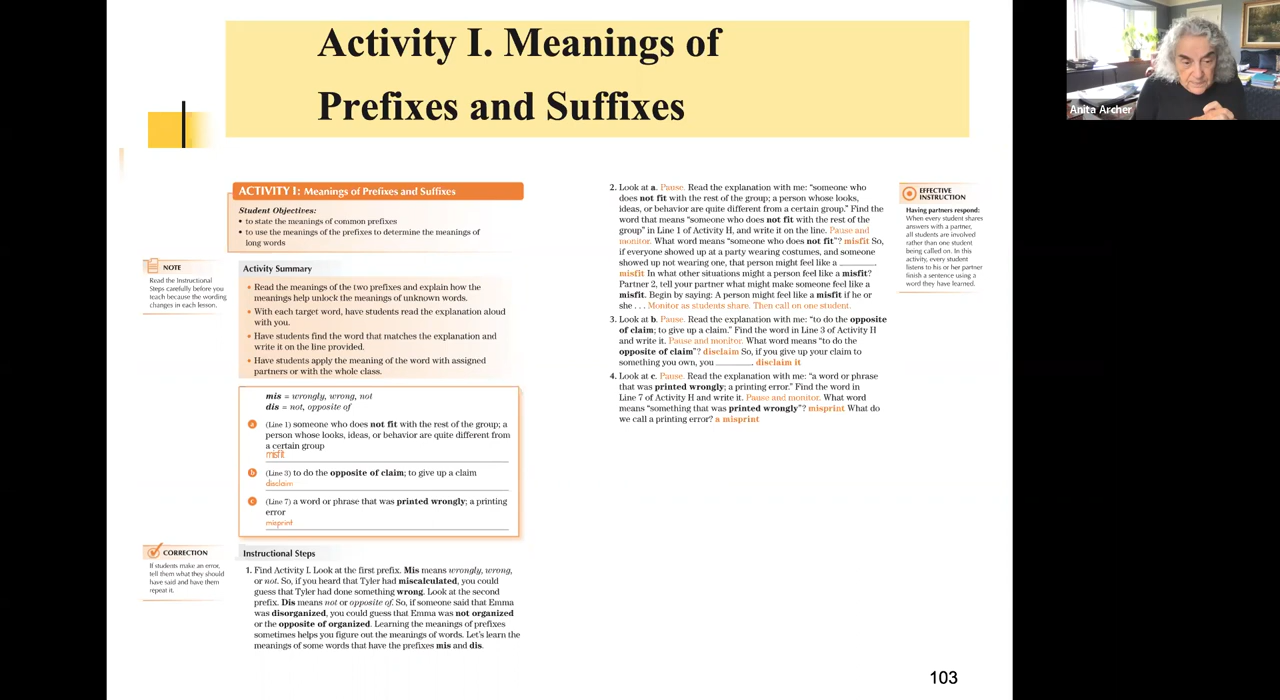 Activity I. Meanings of
Prefixes and Suffixes
Anita Archer
ACTIVITY I: Meanings of Prefixes and Suffixes
Student Objectives:
• to state the meanings of common prefixes
• to use the meanings of the prefixes to determine the meanings of
long words
NOTE
Read the Instructional
Steps carefully before you
teach because the wording
changes in each lesson.
Activity Summary
• Read the meanings of the two prefixes and explain how the
meanings help unlock the meanings of unknown words.
• With each target word, have students read the explanation aloud
with you.
• Have students find the word that matches the explanation and
write it on the line provided.
• Have students apply the meaning of the word with assigned
partners or with the whole class.
mis = wrongly, wrong, not
dis = not, opposite of
a (Line 1) someone who does not fit with the rest of the group; a
person whose looks, ideas, or behavior are quite different from
a certain group
misfit
b (Line 3) to do the opposite of claim; to give up a claim
disclaim
c (Line 7) a word or phrase that was printed wrongly; a printing
error
misprint
CORRECTION
If students make an error,
tell them what they should
have said and have them
repeat it.
Instructional Steps
1. Find Activity I. Look at the first prefix. Mis means wrongly, wrong,
or not. So, if you heard that Tyler had miscalculated, you could
guess that Tyler had done something wrong. Look at the second
prefix. Dis means not or opposite of. So, if someone said that Emma
was disorganized, you could guess that Emma was not organized
or the opposite of organized. Learning the meanings of prefixes
sometimes helps you figure out the meanings of words. Let's learn the
meanings of some words that have the prefixes mis and dis.
2. Look at a. Pause. Read the explanation with me: "someone who
does not fit with the rest of the group; a person whose looks,
ideas, or behavior are quite different from a certain group." Find the
word that means "someone who does not fit with the rest of the
group" in Line 1 of Activity H, and write it on the line. Pause and
monitor. What word means "someone who does not fit"? misfit So,
if everyone showed up at a party wearing costumes, and someone
showed up not wearing one, that person might feel like a ________.
misfit In what other situations might a person feel like a misfit?
Partner 2, tell your partner what might make someone feel like a
misfit. Begin by saying: A person might feel like a misfit if he or
she . . . Monitor as students share. Then call on one student.
3. Look at b. Pause. Read the explanation with me: "to do the opposite
of claim; to give up a claim." Find the word in Line 3 of Activity H
and write it. Pause and monitor. What word means "to do the
opposite of claim"? disclaim So, if you give up your claim to
something you own, you ________. disclaim it
4. Look at c. Pause. Read the explanation with me: "a word or phrase
that was printed wrongly; a printing error." Find the word in
Line 7 of Activity H and write it. Pause and monitor. What word
means "something that was printed wrongly"? misprint What do
we call a printing error? a misprint
EFFECTIVE
INSTRUCTION
Having partners respond:
When every student shares
answers with a partner,
all students are involved
rather than one student
being called on. In this
activity, every student
listens to his or her partner
finish a sentence using a
word they have learned.
103